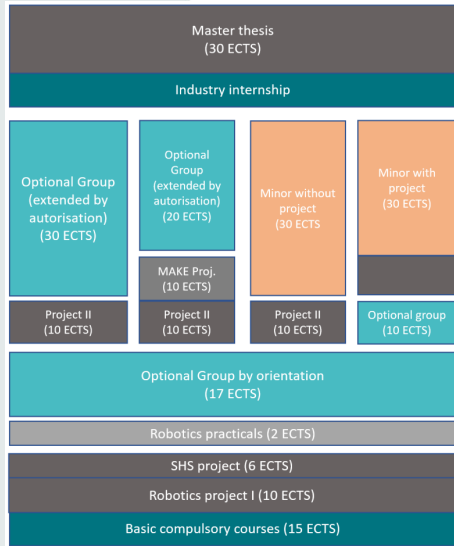 Master thesis
(30 ECTS)
Industry internship
Optional Group
(extended by
autorisation)
(30 ECTS)
Project II
(10 ECTS)
Optional
Group
(extended by
autorisation)
(20 ECTS)
MAKE Proj.
(10 ECTS)
Project II
(10 ECTS)
Minor without
project
(30 ECTS
Project II
(10 ECTS)
Minor with
project
(30 ECTS)
Optional group
(10 ECTS)
Optional Group by orientation
(17 ECTS)
Robotics practicals (2 ECTS)
SHS project (6 ECTS)
Robotics project I (10 ECTS)
Basic compulsory courses (15 ECTS)